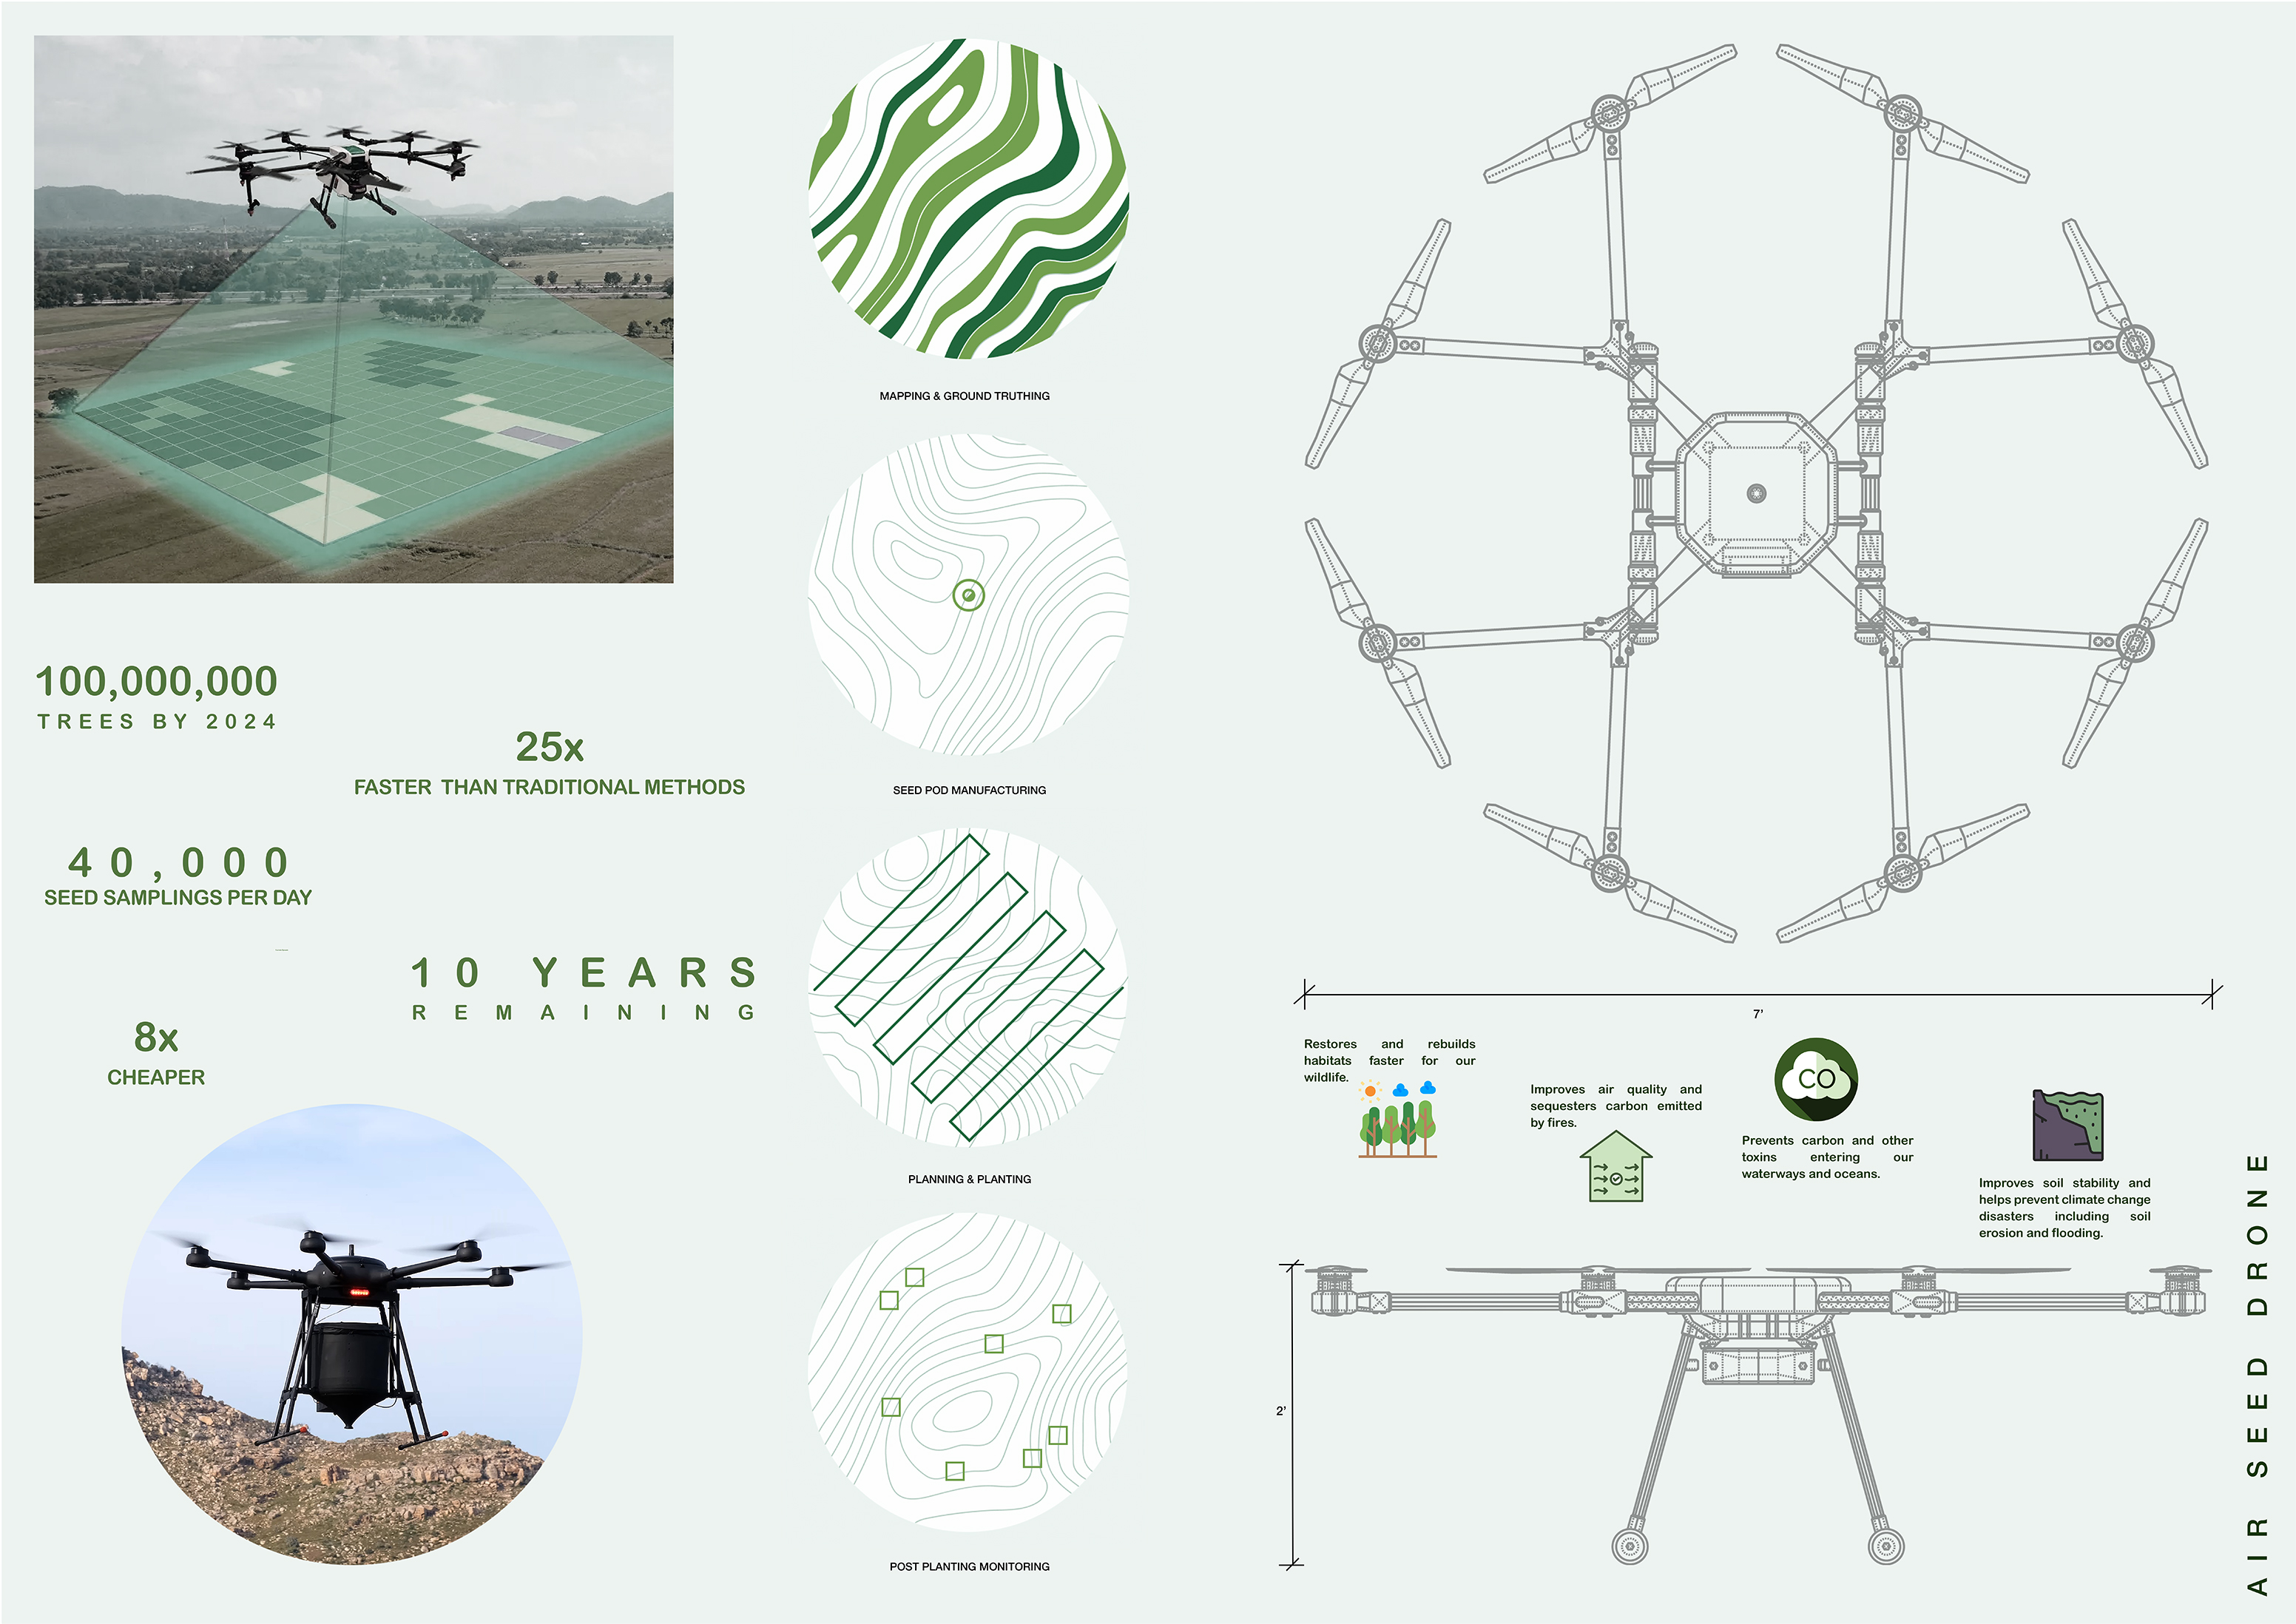 100,000,000
TREES BY 2024
25x
FASTER THAN TRADITIONAL METHODS
40,000
SEED SAMPLINGS PER DAY
10 YEARS
REMAINING
8x
CHEAPER
MAPPING & GROUND TRUTHING
SEED POD MANUFACTURING
PLANNING & PLANTING
POST PLANTING MONITORING
7'
Restores and rebuilds
habitats faster for our
wildlife.
Improves air quality and
sequesters carbon emitted
by fires.
CO
Prevents carbon and other
toxins entering our
waterways and oceans.
Improves soil stability and
helps prevent climate change
disasters including soil
erosion and flooding.
2'
AIR SEED DRONE